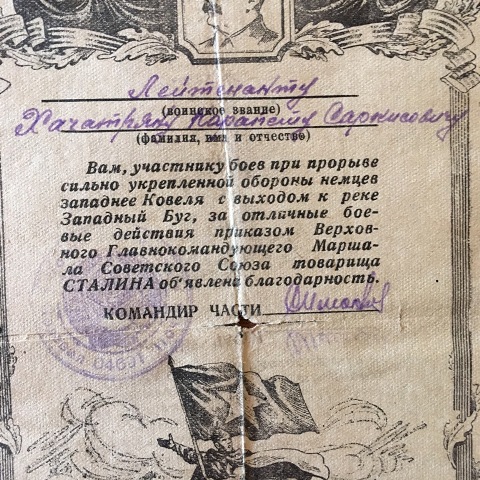 Лейтенанту
(воинское звание)
Хачатряну Карапету Саркисовичу
(фамилия, имя и отчество)
Вам, участнику боев при прорыве
сильно укрепленной обороны немцев
западнее Ковеля с выходом к реке
Западный Буг, за отличные бое-
вые действия приказом Верхов-
ного Главнокомандующего Марша-
ла Советского Союза товарища
СТАЛИНА об'явлена благодарность.
КОМАНДИР ЧАСТИ